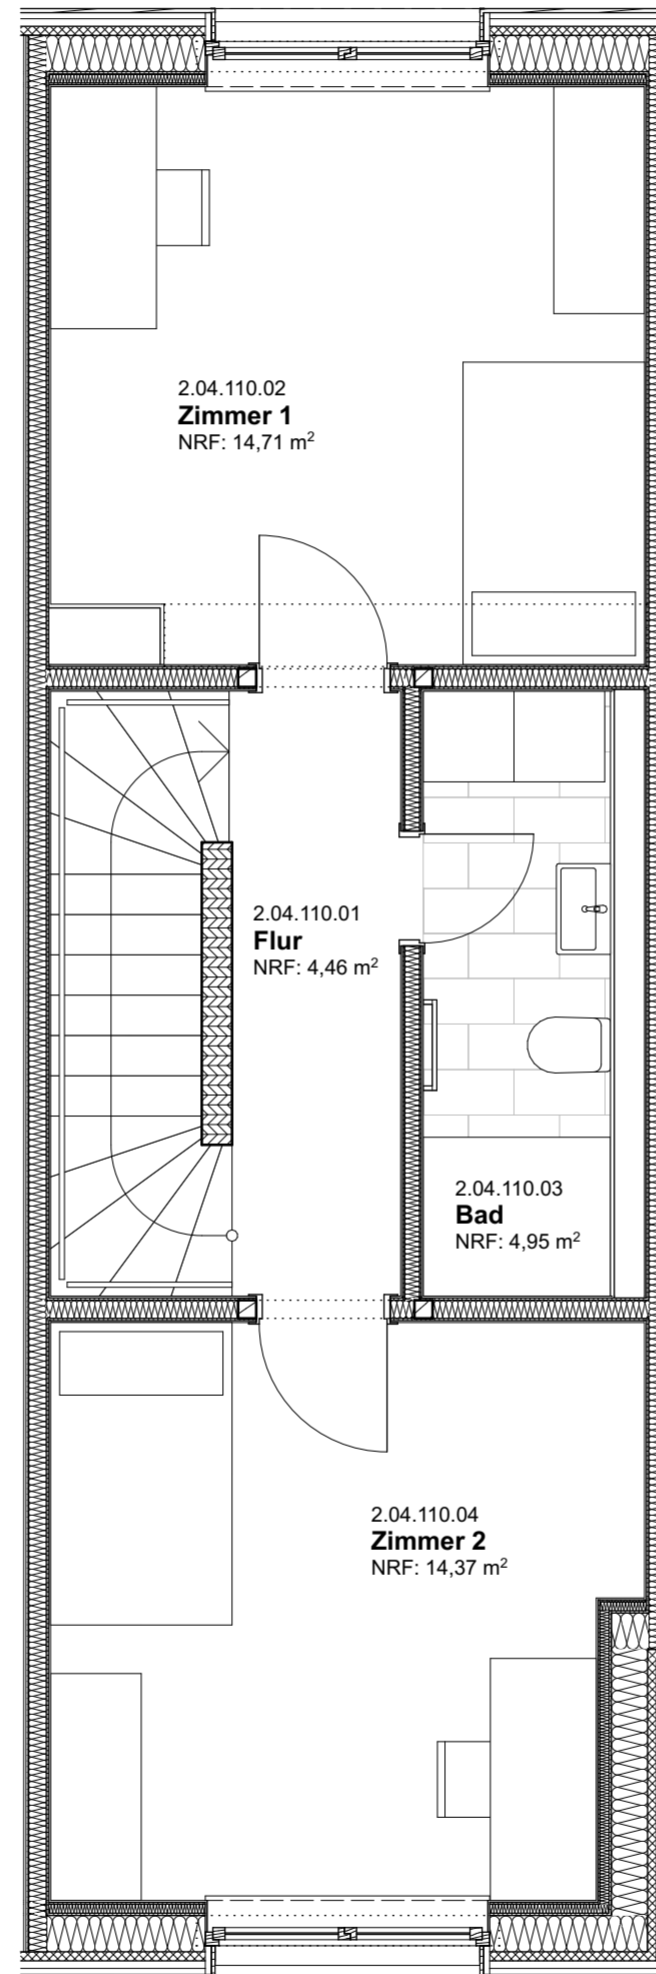 2.04.110.02
Zimmer 1
NRF: 14,71 m²
2.04.110.01
Flur
NRF: 4,46 m²
2.04.110.03
Bad
NRF: 4,95 m²
2.04.110.04
Zimmer 2
NRF: 14,37 m²